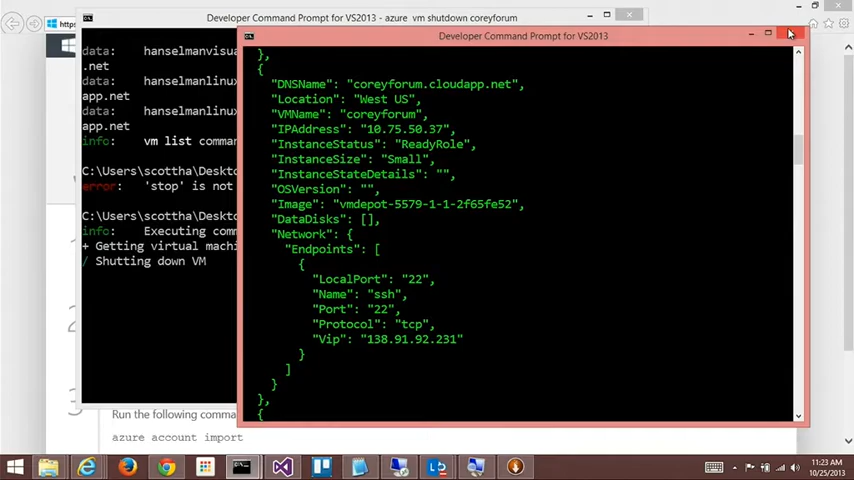 Developer Command Prompt for VS2013 - azure vm shutdown coreyforum
https:
data: hanselmanvisua
.net
data: hanselmanlinux
app.net
data: hanselmanlinux
app.net
info: vm list comman
C:\Users\scottha\Deskto
error: 'stop' is not
C:\Users\scottha\Deskto
info: Executing comm
+ Getting virtual machi
/ Shutting down VM
Developer Command Prompt for VS2013
},
{
"DNSName": "coreyforum.cloudapp.net",
"Location": "West US",
"VMName": "coreyforum",
"IPAddress": "10.75.50.37",
"InstanceStatus": "ReadyRole",
"InstanceSize": "Small",
"InstanceStateDetails": "",
"OSVersion": "",
"Image": "vmdepot-5579-1-1-2f65fe52",
"DataDisks": [],
"Network": {
"Endpoints": [
{
"LocalPort": "22",
"Name": "ssh",
"Port": "22",
"Protocol": "tcp",
"Vip": "138.91.92.231"
}
]
}
},
{
2
3
Run the following comma
azure account import
11:23 AM
10/25/2013